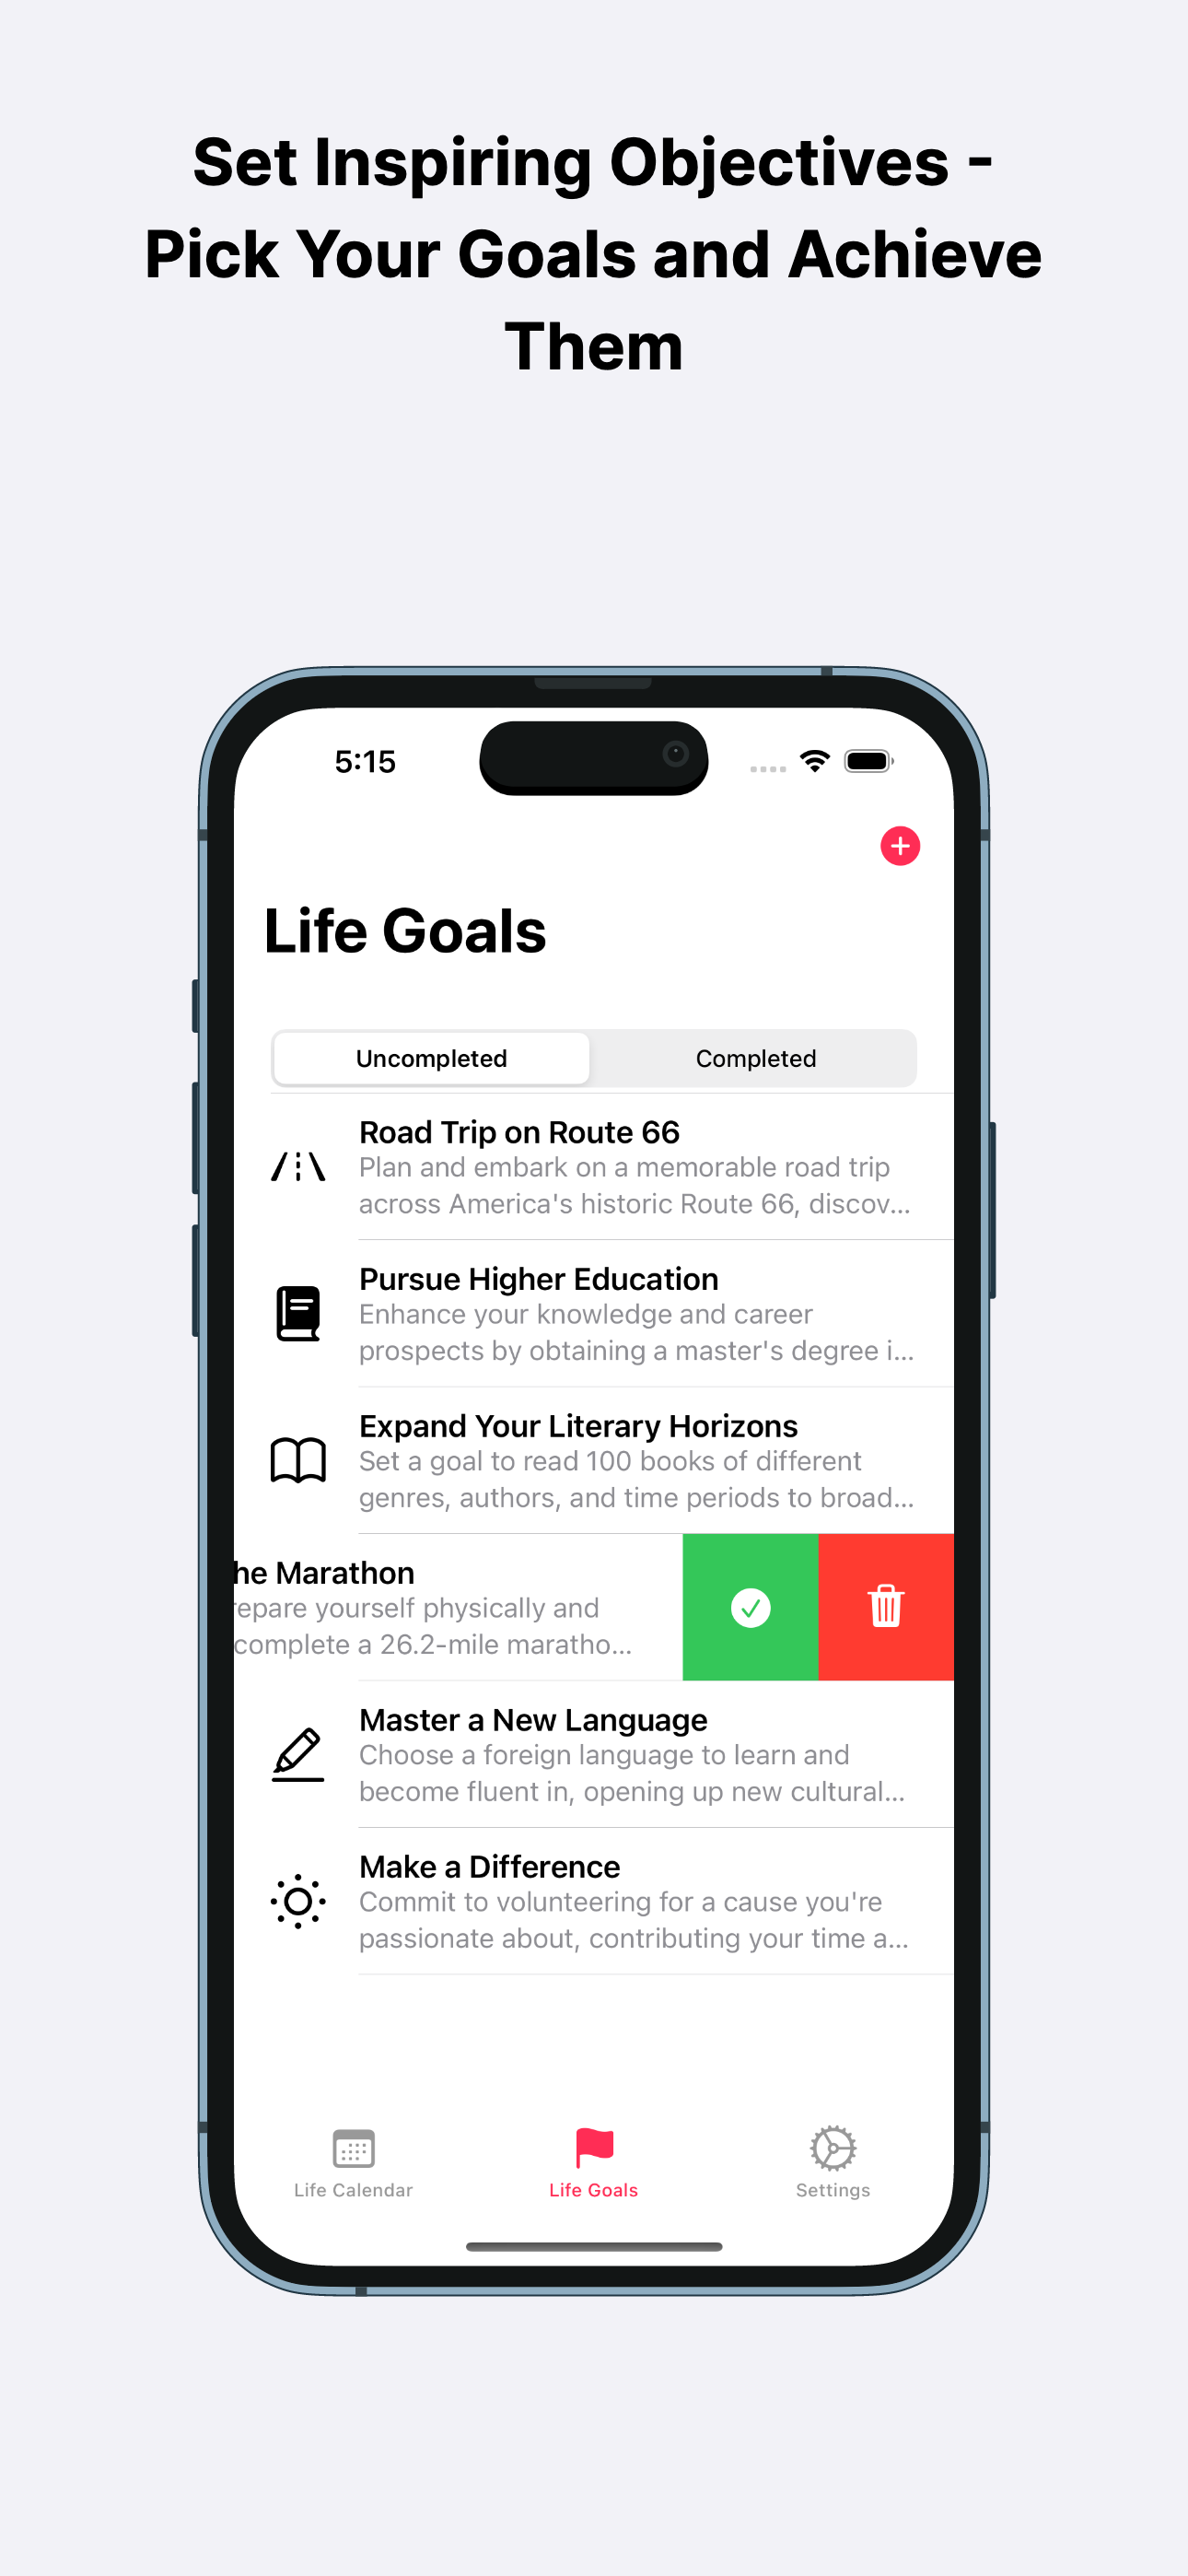 Set Inspiring Objectives -
Pick Your Goals and Achieve
Them
5:15
Life Goals
Uncompleted Completed
Road Trip on Route 66
Plan and embark on a memorable road trip
across America's historic Route 66, discov...
Pursue Higher Education
Enhance your knowledge and career
prospects by obtaining a master's degree i...
Expand Your Literary Horizons
Set a goal to read 100 books of different
genres, authors, and time periods to broad...
he Marathon
repare yourself physically and
complete a 26.2-mile maratho...
Master a New Language
Choose a foreign language to learn and
become fluent in, opening up new cultural...
Make a Difference
Commit to volunteering for a cause you're
passionate about, contributing your time a...
Life Calendar Life Goals Settings